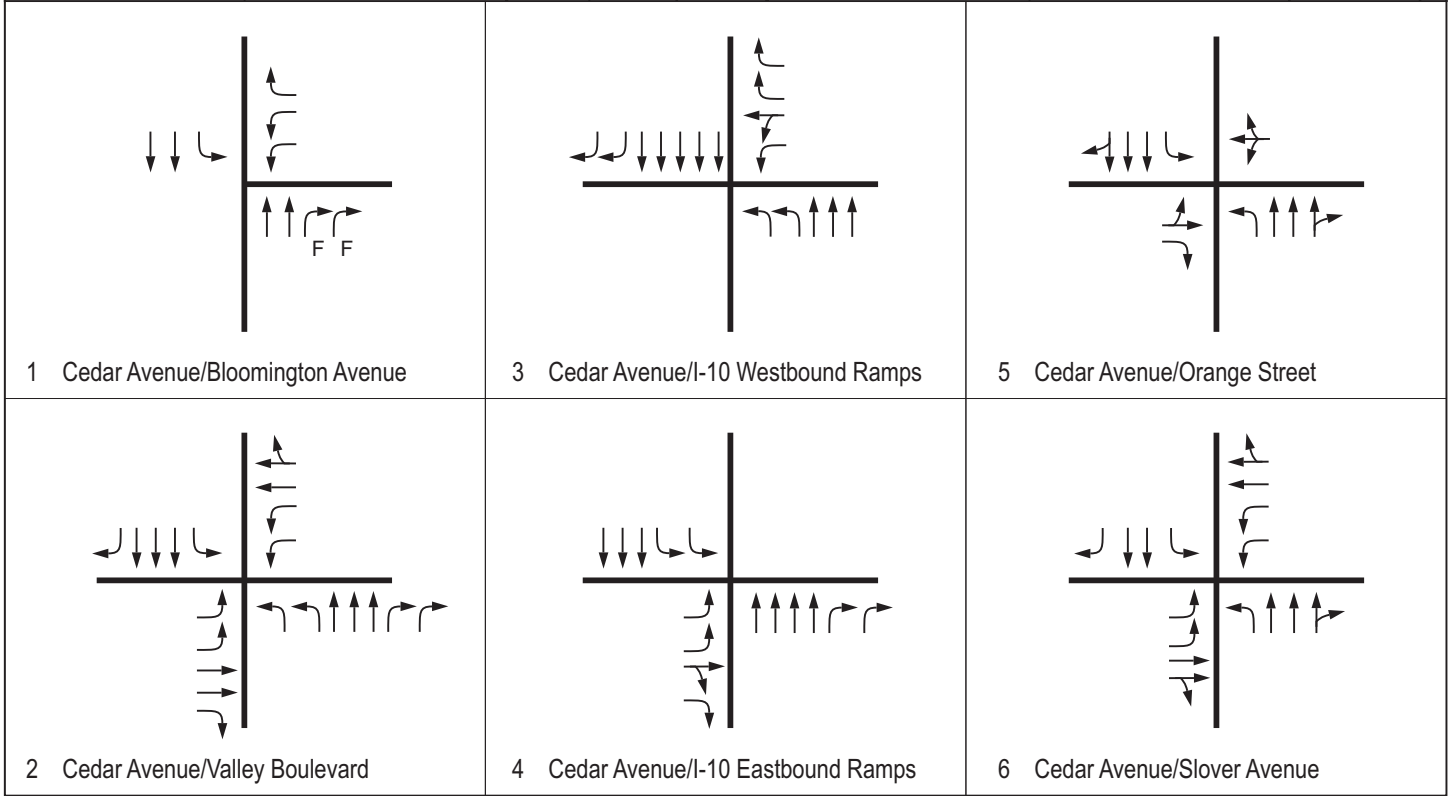 F F
1 Cedar Avenue/Bloomington Avenue
3 Cedar Avenue/I-10 Westbound Ramps
5 Cedar Avenue/Orange Street
2 Cedar Avenue/Valley Boulevard
4 Cedar Avenue/I-10 Eastbound Ramps
6 Cedar Avenue/Slover Avenue